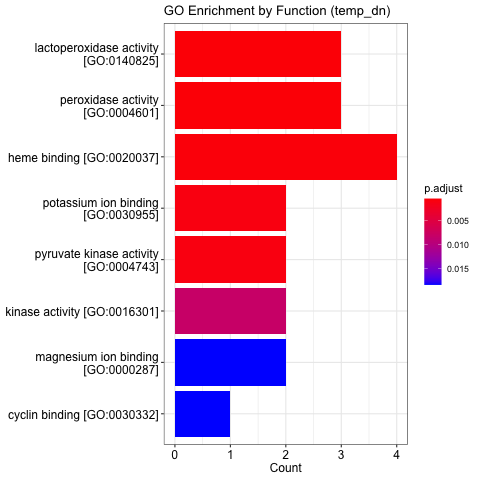 GO Enrichment by Function (temp_dn)
lactoperoxidase activity
[GO:0140825]
peroxidase activity
[GO:0004601]
heme binding [GO:0020037]
potassium ion binding
[GO:0030955]
pyruvate kinase activity
[GO:0004743]
kinase activity [GO:0016301]
magnesium ion binding
[GO:0000287]
cyclin binding [GO:0030332]
0 1 2 3 4
Count
p.adjust
0.005
0.010
0.015